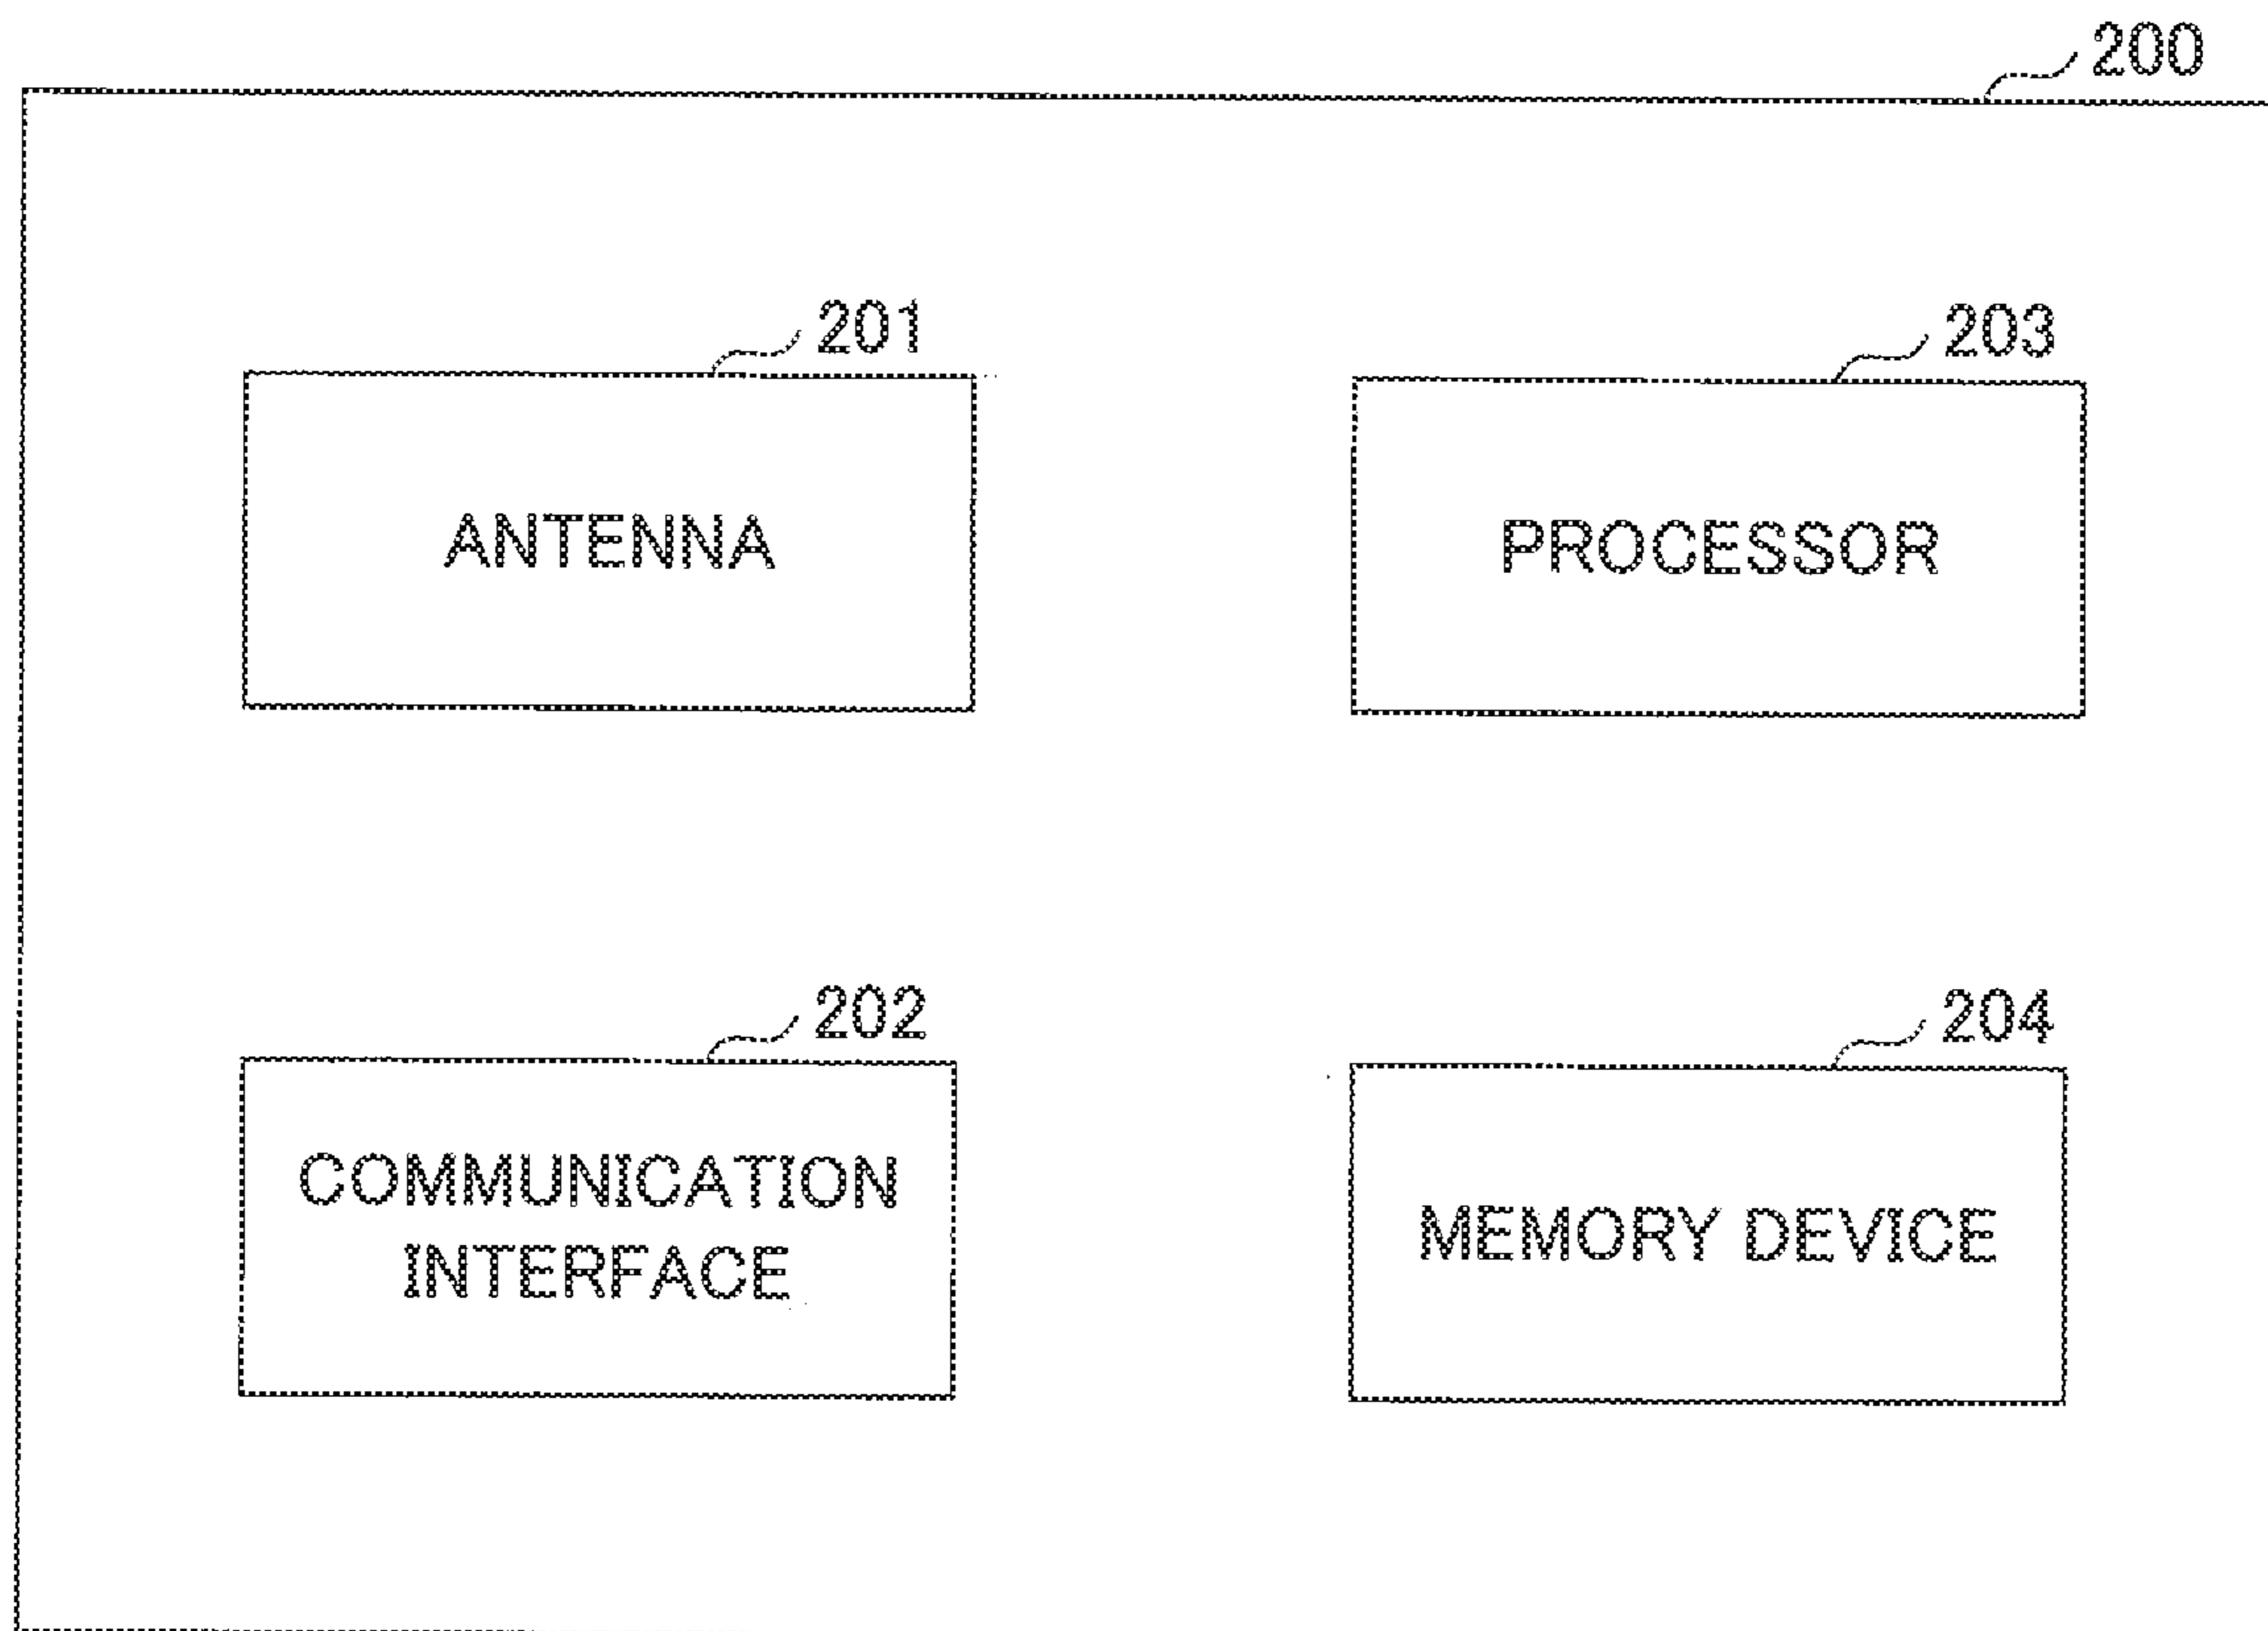 200
201
203
ANTENNA
PROCESSOR
202
204
COMMUNICATION
INTERFACE
MEMORY DEVICE